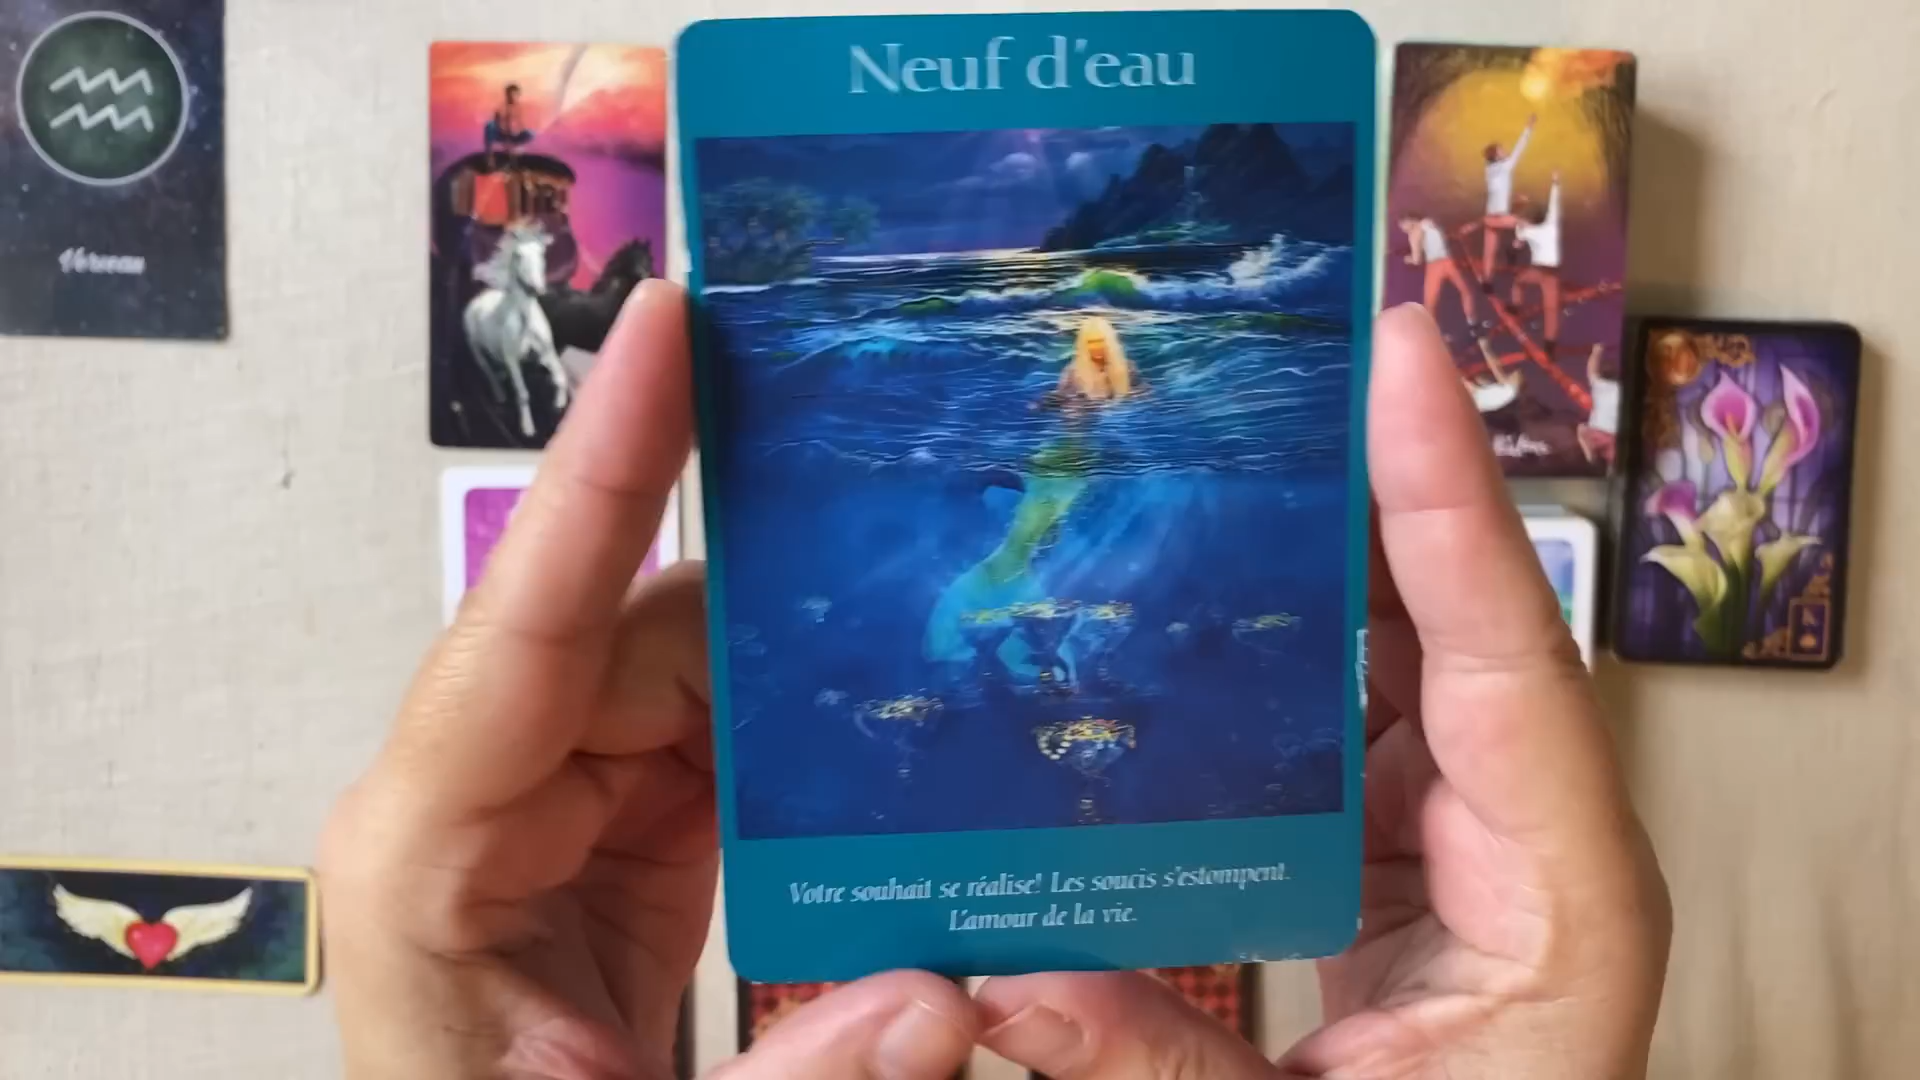 Neuf d'eau
Verseau
Votre souhait se réalise! Les soucis s'estompent.
L'amour de la vie.
K